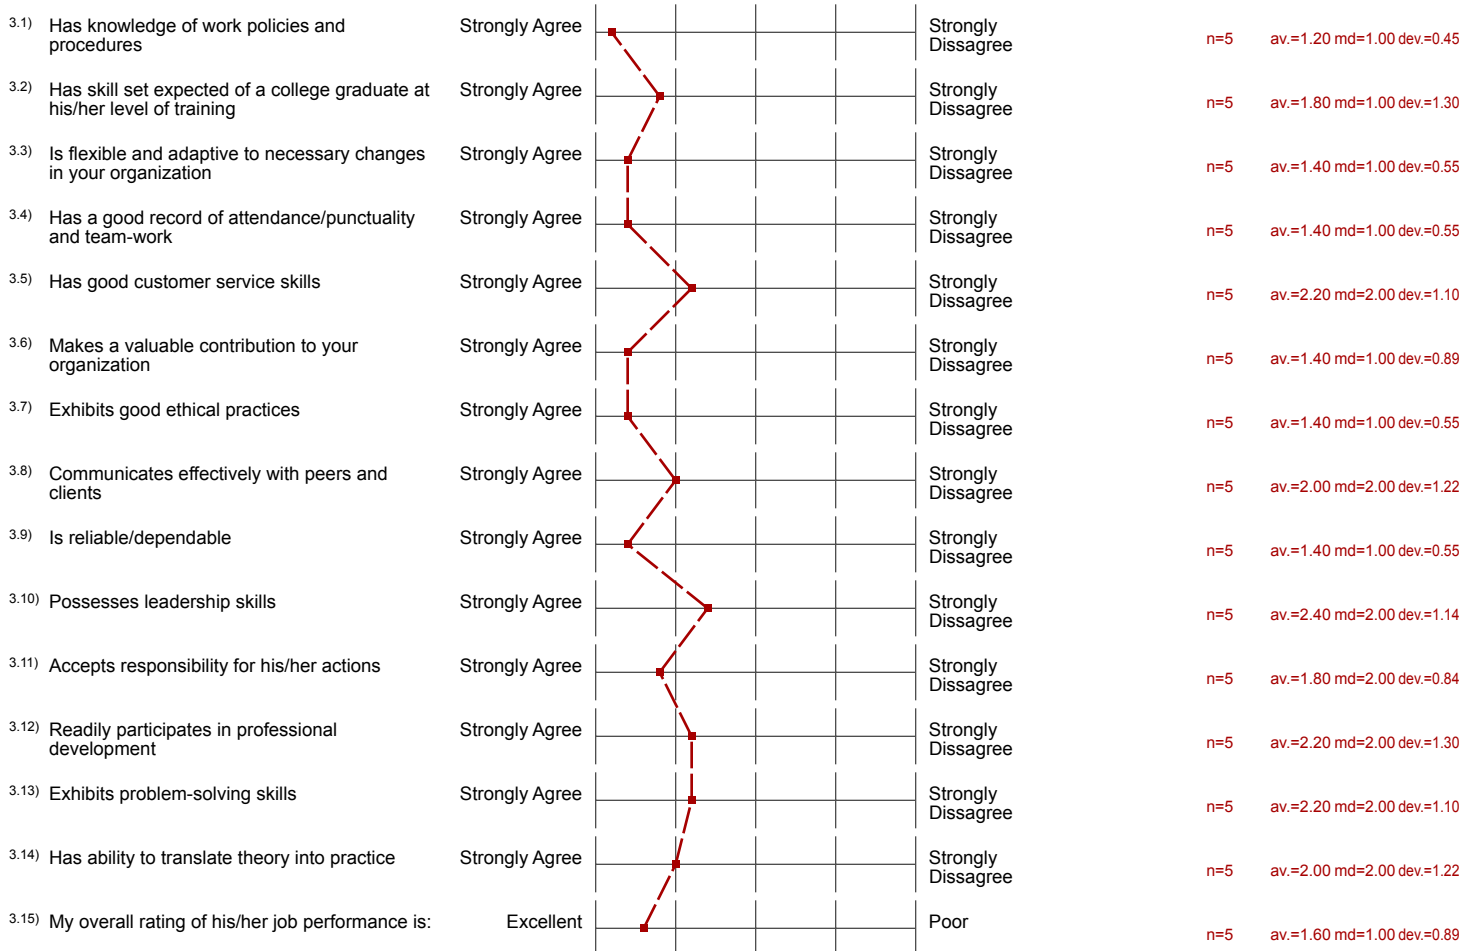 3.1) Has knowledge of work policies and procedures Strongly Agree Strongly Dissagree n=5 av.=1.20 md=1.00 dev.=0.45
3.2) Has skill set expected of a college graduate at his/her level of training Strongly Agree Strongly Dissagree n=5 av.=1.80 md=1.00 dev.=1.30
3.3) Is flexible and adaptive to necessary changes in your organization Strongly Agree Strongly Dissagree n=5 av.=1.40 md=1.00 dev.=0.55
3.4) Has a good record of attendance/punctuality and team-work Strongly Agree Strongly Dissagree n=5 av.=1.40 md=1.00 dev.=0.55
3.5) Has good customer service skills Strongly Agree Strongly Dissagree n=5 av.=2.20 md=2.00 dev.=1.10
3.6) Makes a valuable contribution to your organization Strongly Agree Strongly Dissagree n=5 av.=1.40 md=1.00 dev.=0.89
3.7) Exhibits good ethical practices Strongly Agree Strongly Dissagree n=5 av.=1.40 md=1.00 dev.=0.55
3.8) Communicates effectively with peers and clients Strongly Agree Strongly Dissagree n=5 av.=2.00 md=2.00 dev.=1.22
3.9) Is reliable/dependable Strongly Agree Strongly Dissagree n=5 av.=1.40 md=1.00 dev.=0.55
3.10) Possesses leadership skills Strongly Agree Strongly Dissagree n=5 av.=2.40 md=2.00 dev.=1.14
3.11) Accepts responsibility for his/her actions Strongly Agree Strongly Dissagree n=5 av.=1.80 md=2.00 dev.=0.84
3.12) Readily participates in professional development Strongly Agree Strongly Dissagree n=5 av.=2.20 md=2.00 dev.=1.30
3.13) Exhibits problem-solving skills Strongly Agree Strongly Dissagree n=5 av.=2.20 md=2.00 dev.=1.10
3.14) Has ability to translate theory into practice Strongly Agree Strongly Dissagree n=5 av.=2.00 md=2.00 dev.=1.22
3.15) My overall rating of his/her job performance is: Excellent Poor n=5 av.=1.60 md=1.00 dev.=0.89